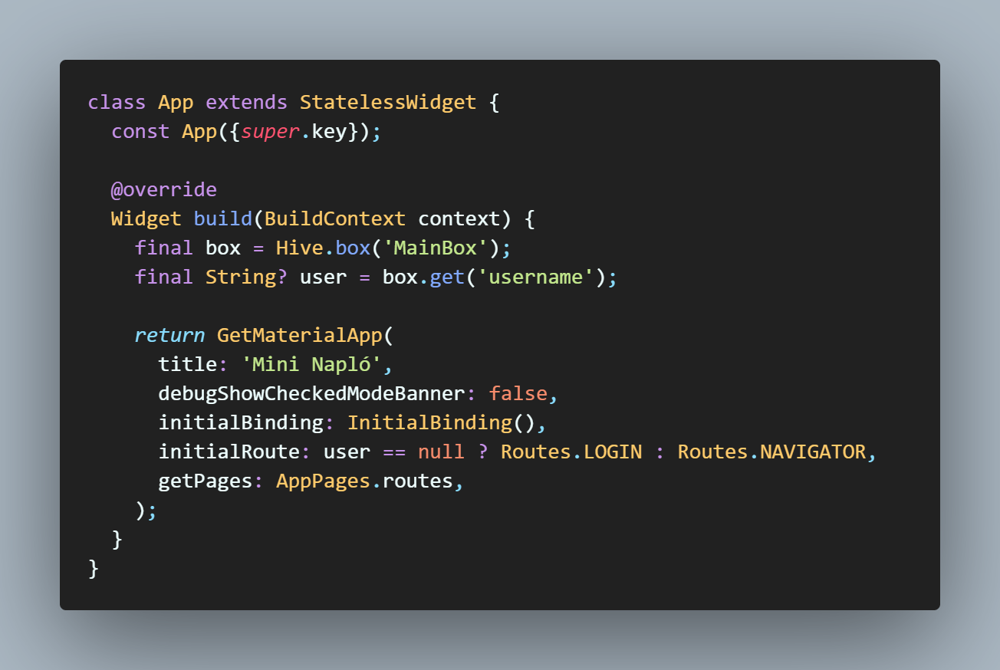 class App extends StatelessWidget {
  const App({super.key});

  @override
  Widget build(BuildContext context) {
    final box = Hive.box('MainBox');
    final String? user = box.get('username');

    return GetMaterialApp(
      title: 'Mini Napló',
      debugShowCheckedModeBanner: false,
      initialBinding: InitialBinding(),
      initialRoute: user == null ? Routes.LOGIN : Routes.NAVIGATOR,
      getPages: AppPages.routes,
    );
  }
}